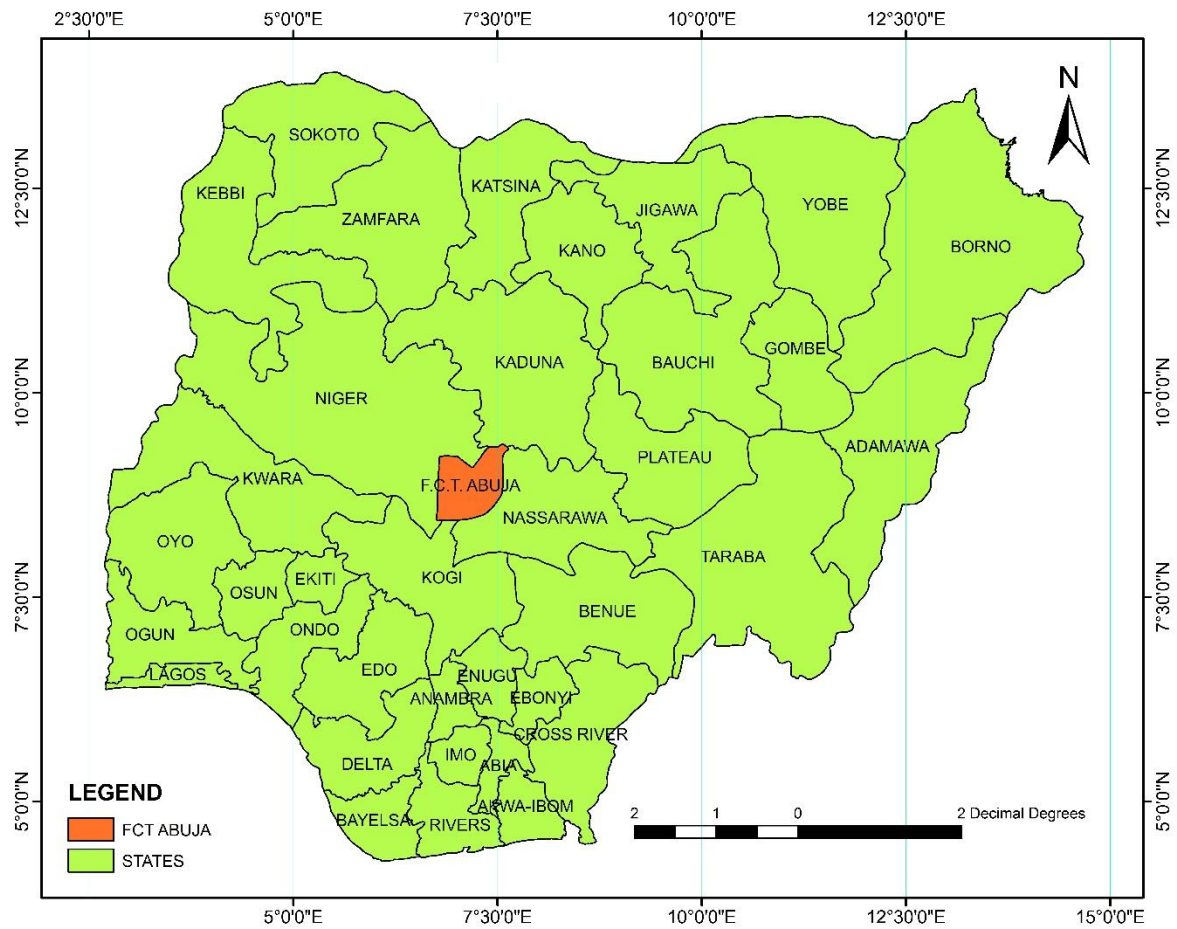 2°30'0"E 5°0'0"E 7°30'0"E 10°0'0"E 12°30'0"E
N
SOKOTO
KEBBI
KATSINA
ZAMFARA
JIGAWA
YOBE
KANO
BORNO
12°30'0"N
12°30'0"N
KADUNA
BAUCHI
GOMBE
NIGER
10°0'0"N
10°0'0"N
ADAMAWA
PLATEAU
KWARA
F.C.T. ABUJA
NASSARAWA
OYO
TARABA
KOGI
EKITI
OSUN
BENUE
7°30'0"N
7°30'0"N
OGUN
ONDO
LAGOS
EDO
ENUGU
ANAMBRA
EBONYI
CROSS RIVER
IMO
ABIA
DELTA
LEGEND
AKWA-IBOM
BAYELSA
RIVERS
5°0'0"N
5°0'0"N
2 1 0 2 Decimal Degrees
FCT ABUJA
STATES
5°0'0"E 7°30'0"E 10°0'0"E 12°30'0"E 15°0'0"E